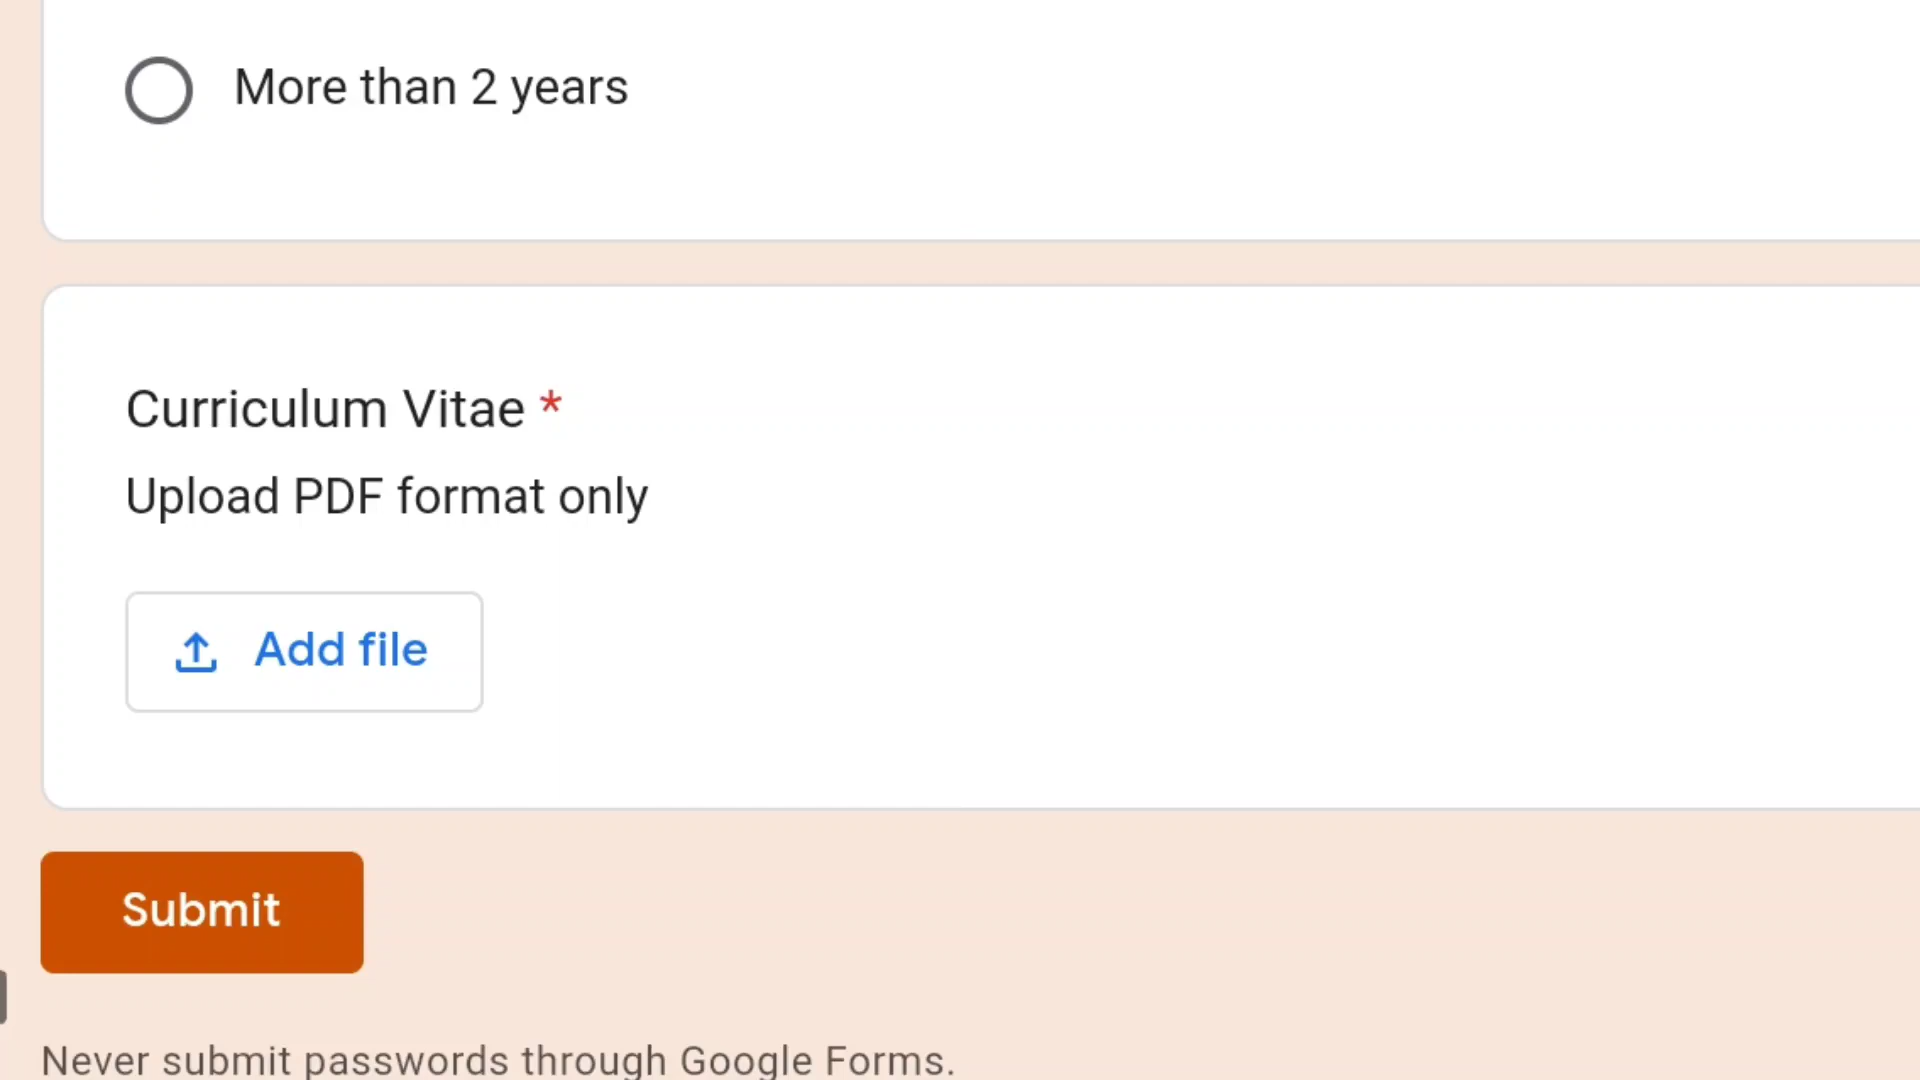 More than 2 years
Curriculum Vitae *
Upload PDF format only
Add file
Submit
Never submit passwords through Google Forms.